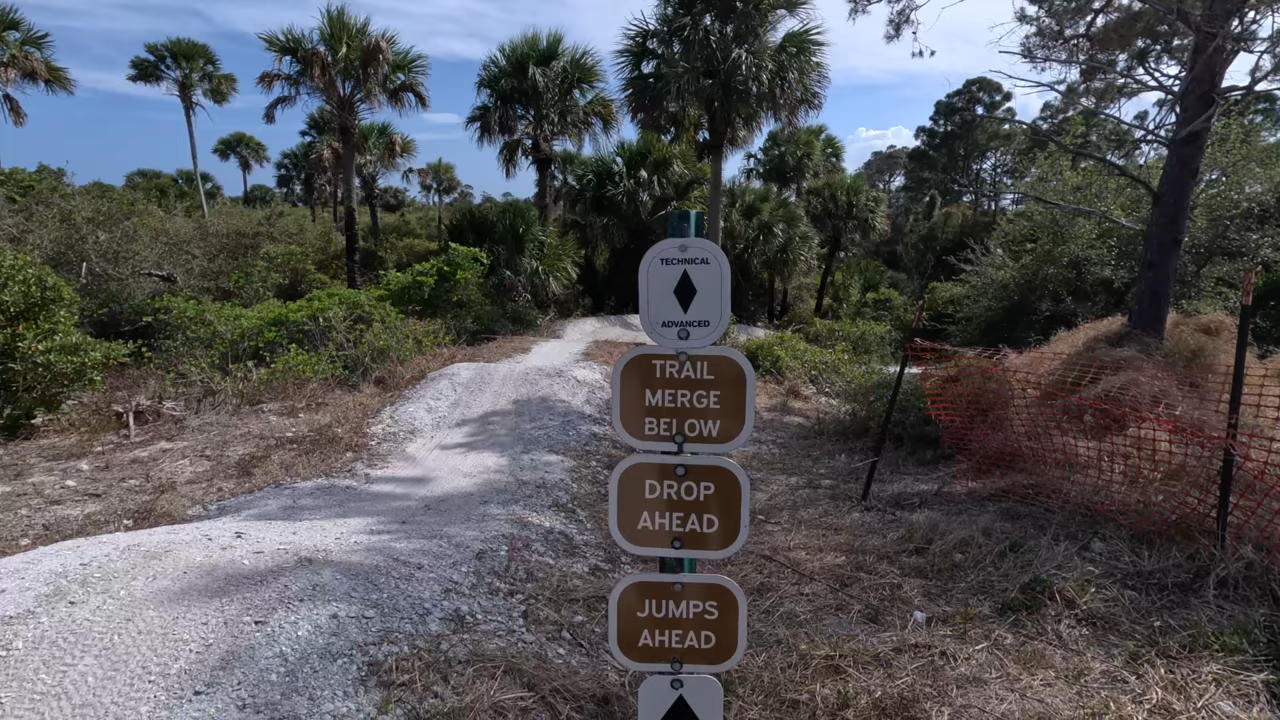 TECHNICAL
ADVANCED
TRAIL
MERGE
BELOW
DROP
AHEAD
JUMPS
AHEAD